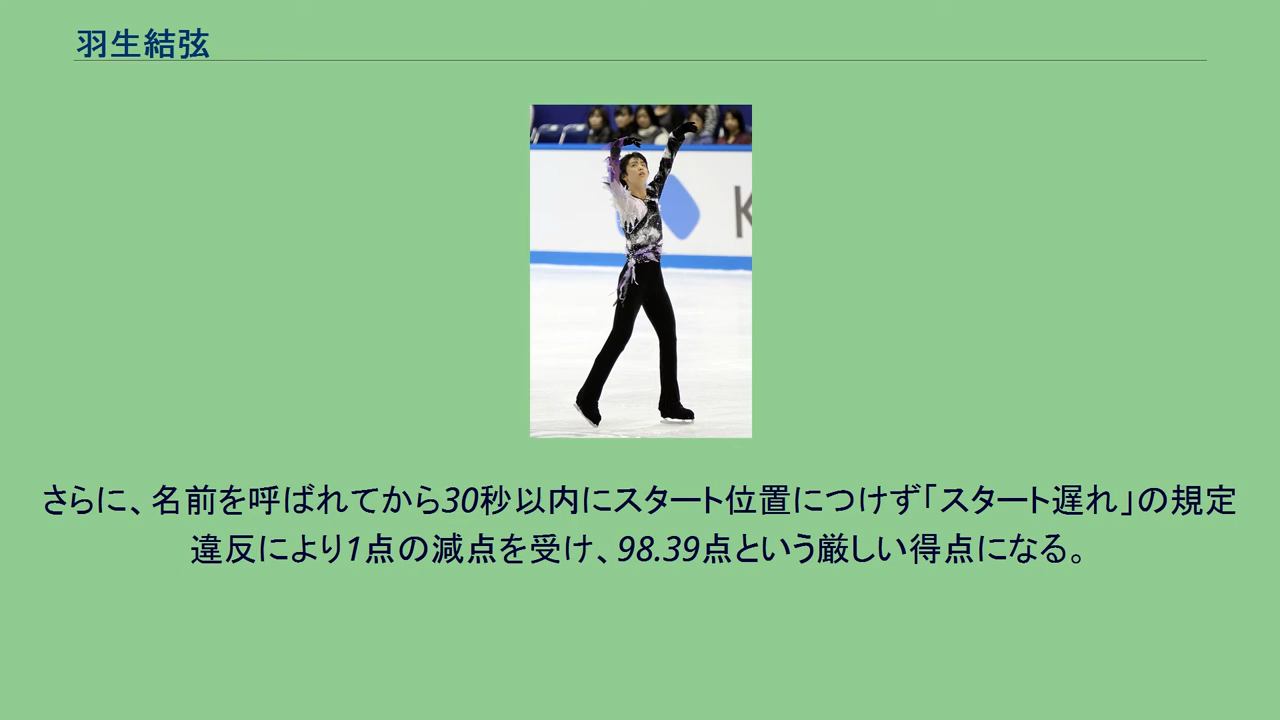 羽生結弦
K
さらに、名前を呼ばれてから30秒以内にスタート位置につけず「スタート遅れ」の規定
違反により1点の減点を受け、98.39点という厳しい得点になる。